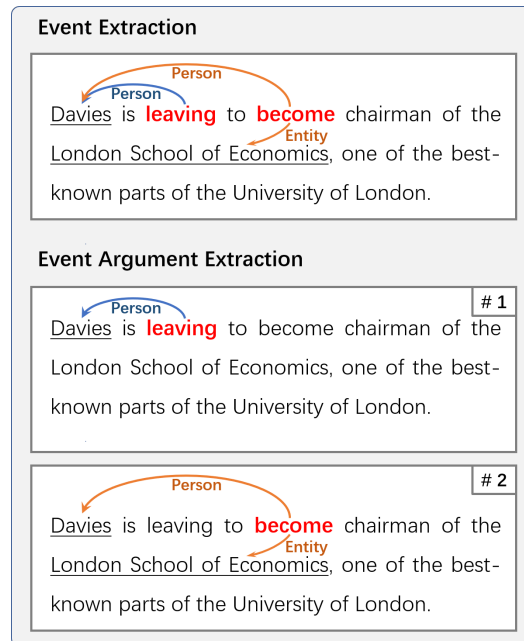 Event Extraction
Person
Person
Davies is leaving to become chairman of the
Entity
London School of Economics, one of the best-
known parts of the University of London.
Event Argument Extraction
# 1
Person
Davies is leaving to become chairman of the
London School of Economics, one of the best-
known parts of the University of London.
# 2
Person
Davies is leaving to become chairman of the
Entity
London School of Economics, one of the best-
known parts of the University of London.